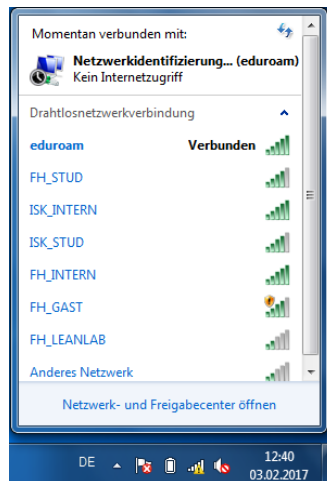 Momentan verbunden mit:
Netzwerkidentifizierung... (eduroam)
Kein Internetzugriff
Drahtlosnetzwerkverbindung
eduroam Verbunden
FH_STUD
ISK_INTERN
ISK_STUD
FH_INTERN
FH_GAST
FH_LEANLAB
Anderes Netzwerk
Netzwerk- und Freigabecenter öffnen
DE 12:40
03.02.2017